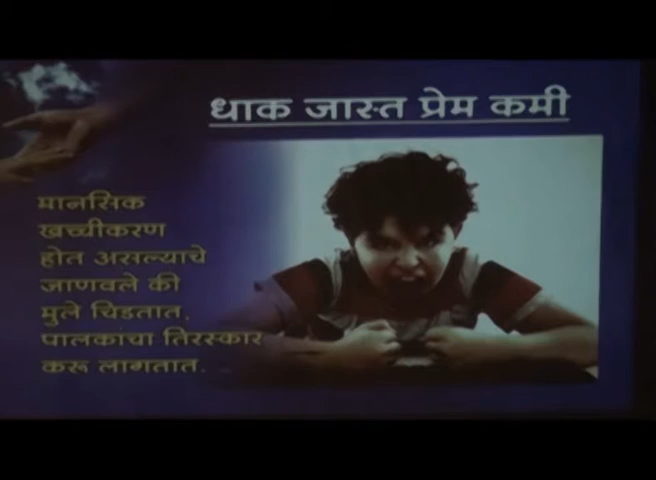 धाक जास्त प्रेम कमी
मानसिक
खच्चीकरण
होत असल्याचे
जाणवले की
मुले चिडतात.
पालकाचा तिरस्कार
करू लागतात.